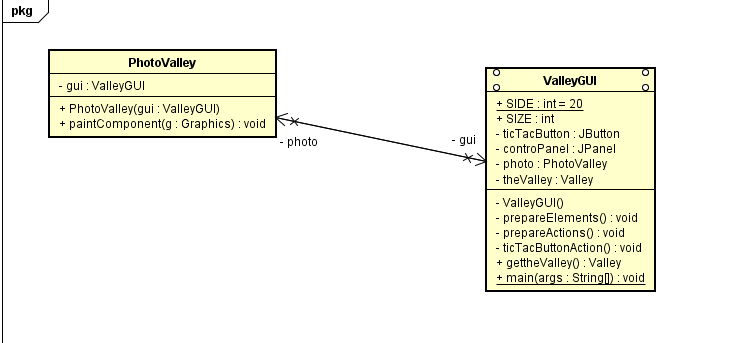 pkg
PhotoValley
- gui : ValleyGUI
+ PhotoValley(gui : ValleyGUI)
+ paintComponent(g : Graphics) : void
- photo
- gui
ValleyGUI
+ SIDE : int = 20
+ SIZE : int
- ticTacButton : JButton
- controPanel : JPanel
- photo : PhotoValley
- theValley : Valley
- ValleyGUI()
- prepareElements() : void
- prepareActions() : void
- ticTacButtonAction() : void
+ gettheValley() : Valley
+ main(args : String[]) : void